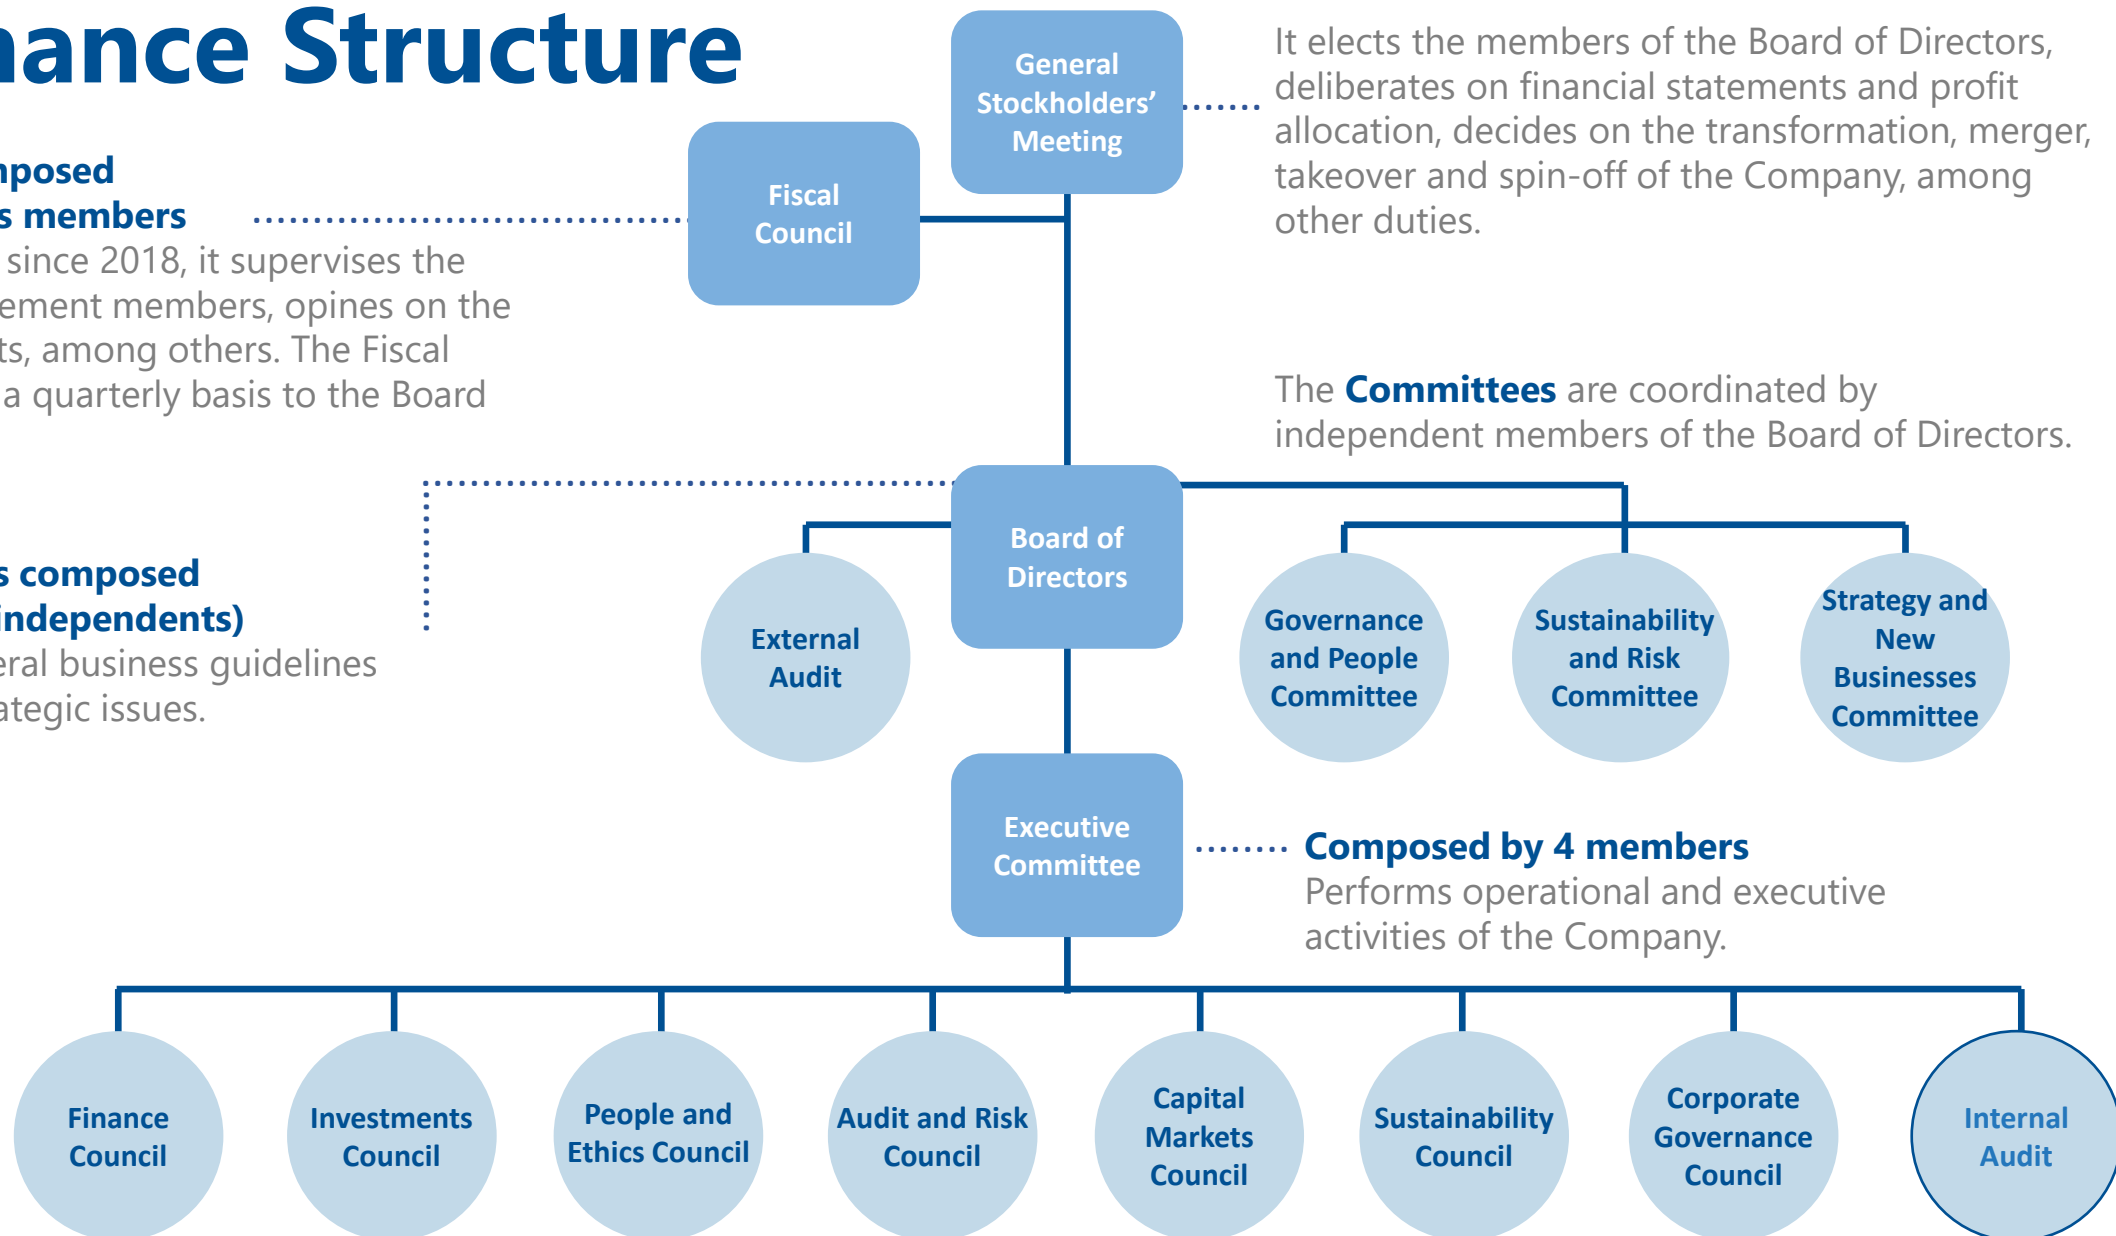 nance Structure
General
Stockholders’
Meeting
It elects the members of the Board of Directors,
deliberates on financial statements and profit
allocation, decides on the transformation, merger,
takeover and spin-off of the Company, among
other duties.
Fiscal
Council
mposed
s members
since 2018, it supervises the
ement members, opines on the
ts, among others. The Fiscal
a quarterly basis to the Board
The Committees are coordinated by
independent members of the Board of Directors.
Board of
Directors
s composed
independents)
eral business guidelines
ategic issues.
External
Audit
Governance
and People
Committee
Sustainability
and Risk
Committee
Strategy and
New
Businesses
Committee
Executive
Committee
Composed by 4 members
Performs operational and executive
activities of the Company.
Finance
Council
Investments
Council
People and
Ethics Council
Audit and Risk
Council
Capital
Markets
Council
Sustainability
Council
Corporate
Governance
Council
Internal
Audit